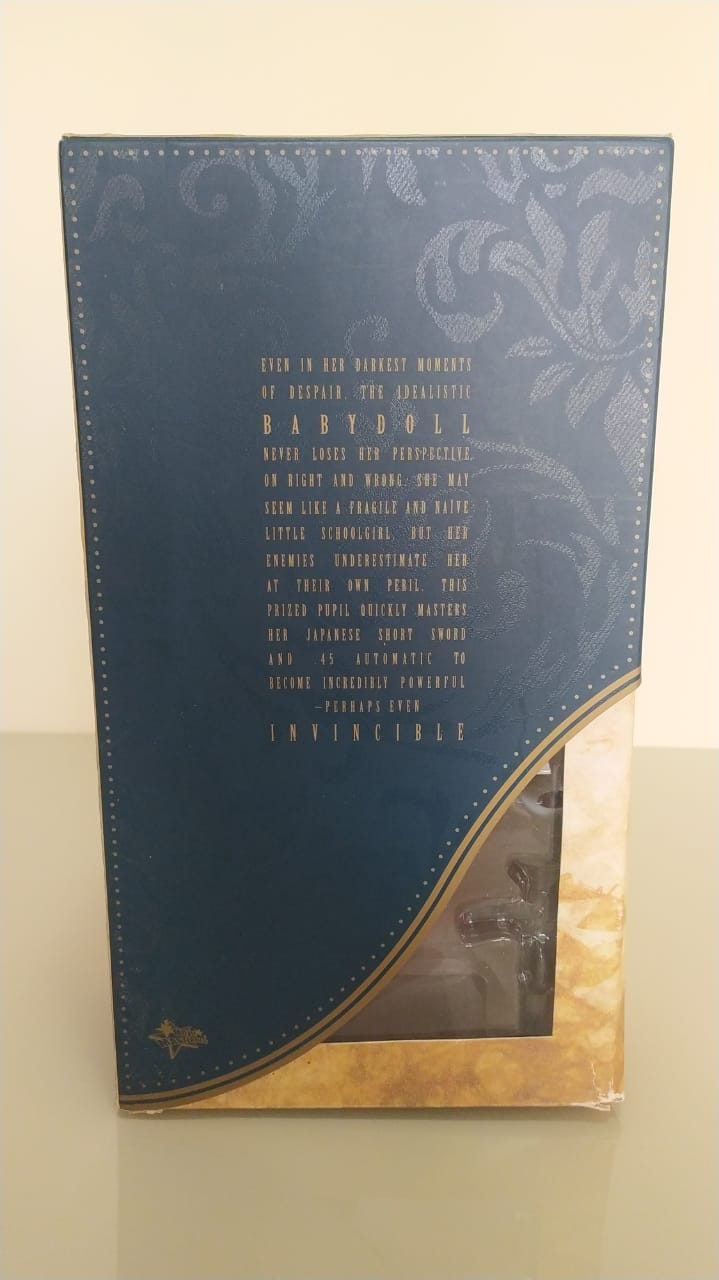 EVEN IN HER DARKEST MOMENTS
OF DESPAIR, THE IDEALISTIC
BABYDOLL
NEVER LOSES HER PERSPECTIVE
ON RIGHT AND WRONG. SHE MAY
SEEM LIKE A FRAGILE AND NAÏVE
LITTLE SCHOOLGIRL, BUT HER
ENEMIES UNDERESTIMATE HER
AT THEIR OWN PERIL. THIS
PRIZED PUPIL QUICKLY MASTERS
HER JAPANESE SHORT SWORD
AND .45 AUTOMATIC TO
BECOME INCREDIBLY POWERFUL
—PERHAPS EVEN
INVINCIBLE